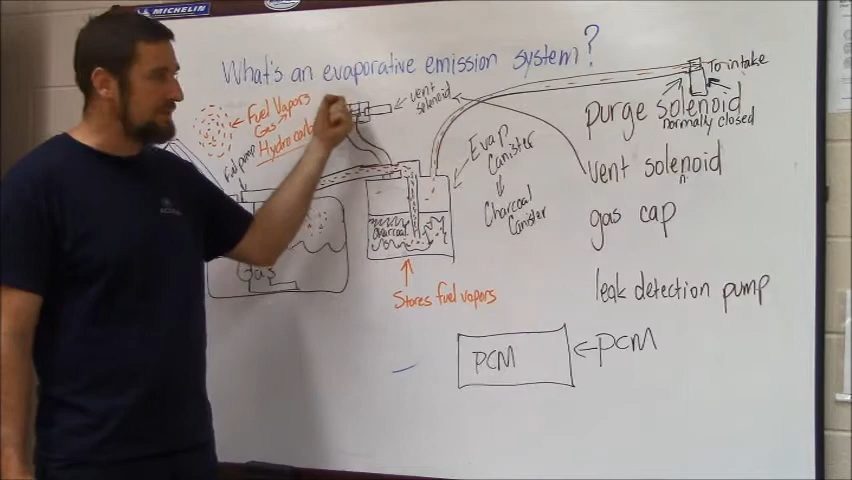 MICHELIN
What's an evaporative emission system?
Fuel Vapors
Gas
Hydrocarb
vent
solenoid
To intake
purge solenoid
normally closed
fuel pump
Evap
Canister
Charcoal
Canister
vent solenoid
n.
gas cap
charcoal
Gas
Stores fuel vapors
leak detection pump
PCM
PCM